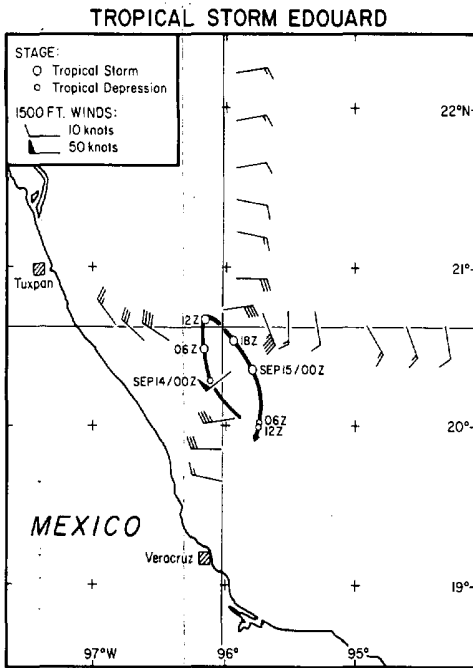 TROPICAL STORM EDOUARD
STAGE:
Tropical Storm
Tropical Depression
1500 FT. WINDS:
10 knots
50 knots
22°N
21°
Tuxpan
12Z
18Z
06Z
SEP 15/00Z
SEP 14/00Z
06Z
12Z
20°
MEXICO
Veracruz
19°
97°W
96°
95°